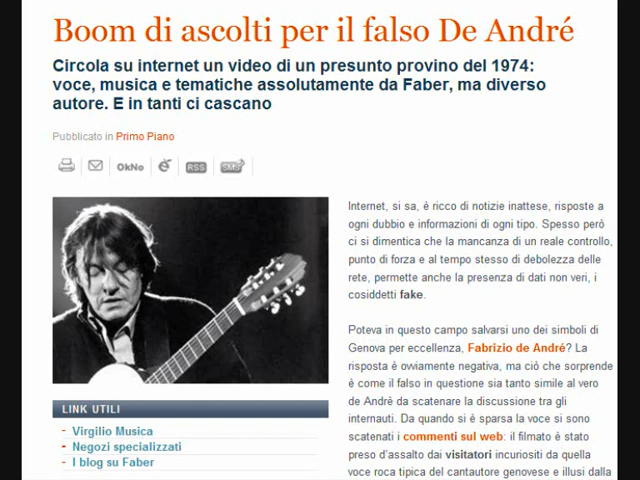 Boom di ascolti per il falso De André
Circola su internet un video di un presunto provino del 1974:
voce, musica e tematiche assolutamente da Faber, ma diverso
autore. E in tanti ci cascano
Pubblicato in Primo Piano
OkNo RSS SMS
Internet, si sa, è ricco di notizie inattese, risposte a
ogni dubbio e informazioni di ogni tipo. Spesso però
ci si dimentica che la mancanza di un reale controllo,
punto di forza e al tempo stesso di debolezza delle
rete, permette anche la presenza di dati non veri, i
cosiddetti fake.
Poteva in questo campo salvarsi uno dei simboli di
Genova per eccellenza, Fabrizio de André? La
risposta è ovviamente negativa, ma ciò che sorprende
è come il falso in questione sia tanto simile al vero
de Andrè da scatenare la discussione tra gli
internauti. Da quando si è sparsa la voce si sono
scatenati i commenti sul web: il filmato è stato
preso d'assalto dai visitatori incuriositi da quella
voce roca tipica del cantautore genovese e illusi dalla
LINK UTILI
- Virgilio Musica
- Negozi specializzati
- I blog su Faber